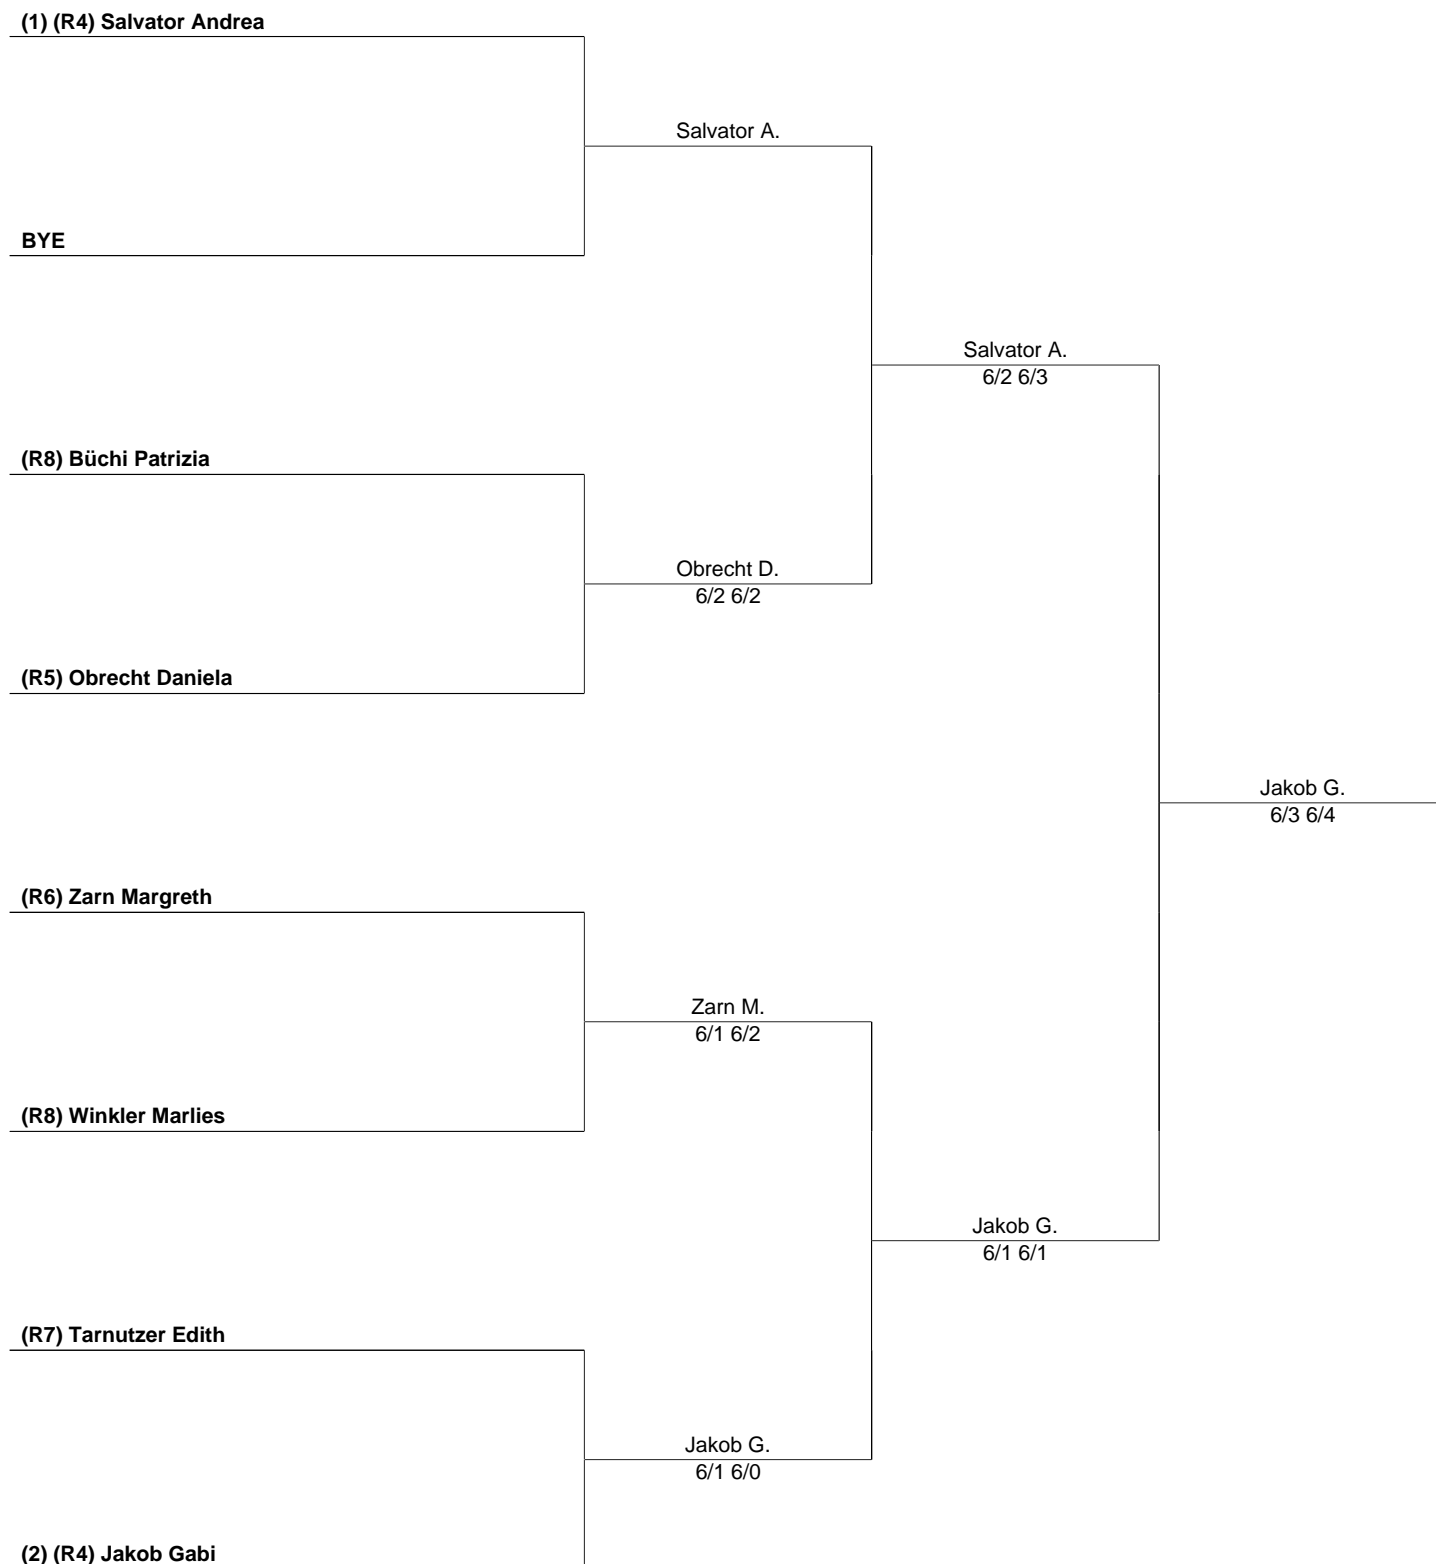 (1) (R4) Salvator Andrea
Salvator A.
BYE
Salvator A.
6/2 6/3
(R8) Büchi Patrizia
Obrecht D.
6/2 6/2
(R5) Obrecht Daniela
Jakob G.
6/3 6/4
(R6) Zarn Margreth
Zarn M.
6/1 6/2
(R8) Winkler Marlies
Jakob G.
6/1 6/1
(R7) Tarnutzer Edith
Jakob G.
6/1 6/0
(2) (R4) Jakob Gabi